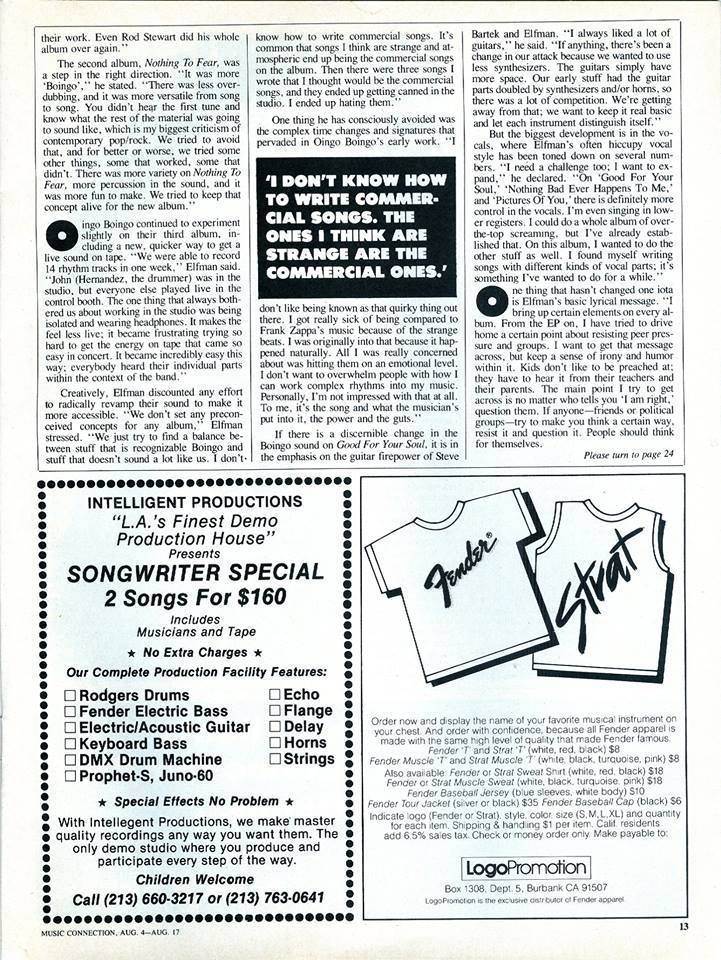 their work. Even Rod Stewart did his whole
album over again.''
The second album, Nothing To Fear, was
a step in the right direction. ''It was more
'Boingo','' he stated. ''There was less over-
dubbing, and it was more versatile from song
to song. You didn't hear the first tune and
know what the rest of the material was going
to sound like, which is my biggest criticism of
contemporary pop/rock. We tried to avoid
that, and for better or worse, we tried some
other things, some that worked, some that
didn't. There was more variety on Nothing To
Fear, more percussion in the sound, and it
was more fun to make. We tried to keep that
concept alive for the new album.''
Oingo Boingo continued to experiment
slightly on their third album, in-
cluding a new, quicker way to get a
live sound on tape. ''We were able to record
14 rhythm tracks in one week,'' Elfman said.
''John (Hernandez, the drummer) was in the
studio, but everyone else played live in the
control booth. The one thing that always both-
ered us about working in the studio was being
isolated and wearing headphones. It makes the
feel less live; it became frustrating trying so
hard to get the energy on tape that came so
easy in concert. It became incredibly easy this
way; everybody heard their individual parts
within the context of the band.''
Creatively, Elfman discounted any effort
to radically revamp their sound to make it
more accessible. ''We don't set any precon-
ceived concepts for any album,'' Elfman
stressed. ''We just try to find a balance be-
tween stuff that is recognizable Boingo and
stuff that doesn't sound a lot like us. I don't
know how to write commercial songs. It's
common that songs I think are strange and at-
mospheric end up being the commercial songs
on the album. Then there were three songs I
wrote that I thought would be the commercial
songs, and they ended up getting canned in the
studio. I ended up hating them.''
One thing he has consciously avoided was
the complex time changes and signatures that
pervaded in Oingo Boingo's early work. ''I
'I DON'T KNOW HOW
TO WRITE COMMER-
CIAL SONGS. THE
ONES I THINK ARE
STRANGE ARE THE
COMMERCIAL ONES.'
don't like being known as that quirky thing out
there. I got really sick of being compared to
Frank Zappa's music because of the strange
beats. I was originally into that because it hap-
pened naturally. All I was really concerned
about was hitting them on an emotional level.
I don't want to overwhelm people with how I
can work complex rhythms into my music.
Personally, I'm not impressed with that at all.
To me, it's the song and what the musician's
put into it, the power and the guts.''
If there is a discernible change in the
Boingo sound on Good For Your Soul, it is in
the emphasis on the guitar firepower of Steve
Bartek and Elfman. ''I always liked a lot of
guitars,'' he said. ''If anything, there's been a
change in our attack because we wanted to use
less synthesizers. The guitars simply have
more space. Our early stuff had the guitar
parts doubled by synthesizers and/or horns, so
there was a lot of competition. We're getting
away from that; we want to keep it real basic
and let each instrument distinguish itself.''
But the biggest development is in the vo-
cals, where Elfman's often hiccupy vocal
style has been toned down on several num-
bers. ''I need a challenge too; I want to ex-
pand,'' he declared. ''On 'Good For Your
Soul,' 'Nothing Bad Ever Happens To Me,'
and 'Pictures Of You,' there is definitely more
control in the vocals. I'm even singing in low-
er registers. I could do a whole album of over-
the-top screaming, but I've already estab-
lished that. On this album, I wanted to do the
other stuff as well. I found myself writing
songs with different kinds of vocal parts; it's
something I've wanted to do for a while.''
One thing that hasn't changed one iota
is Elfman's basic lyrical message. ''I
bring up certain elements on every al-
bum. From the EP on, I have tried to drive
home a certain point about resisting peer pres-
sure and groups. I want to get that message
across, but keep a sense of irony and humor
within it. Kids don't like to be preached at;
they have to hear it from their teachers and
their parents. The main point I try to get
across is no matter who tells you 'I am right,'
question them. If anyone—friends or political
groups—try to make you think a certain way,
resist it and question it. People should think
for themselves.
Please turn to page 24
INTELLIGENT PRODUCTIONS
"L.A.'s Finest Demo
Production House"
Presents
SONGWRITER SPECIAL
2 Songs For $160
Includes
Musicians and Tape
★ No Extra Charges ★
Our Complete Production Facility Features:
□ Rodgers Drums
□ Fender Electric Bass
□ Electric/Acoustic Guitar
□ Keyboard Bass
□ DMX Drum Machine
□ Prophet-S, Juno-60
□ Echo
□ Flange
□ Delay
□ Horns
□ Strings
★ Special Effects No Problem ★
With Intellegent Productions, we make master
quality recordings any way you want them. The
only demo studio where you produce and
participate every step of the way.
Children Welcome
Call (213) 660-3217 or (213) 763-0641
Fender®
Strat
Order now and display the name of your favorite musical instrument on
your chest. And order with confidence, because all Fender apparel is
made with the same high level of quality that made Fender famous.
Fender 'T' and Strat 'T' (white, red, black) $8
Fender Muscle 'T' and Strat Muscle 'T' (white, black, turquoise, pink) $8
Also available: Fender or Strat Sweat Shirt (white, red, black) $18
Fender or Strat Muscle Sweat (white, black, turquoise, pink) $18
Fender Baseball Jersey (blue sleeves, white body) $10
Fender Tour Jacket (silver or black) $35 Fender Baseball Cap (black) $6
Indicate logo (Fender or Strat), style, color, size (S,M,L,XL) and quantity
for each item. Shipping & handling $1 per item. Calif. residents
add 6.5% sales tax. Check or money order only. Make payable to:
LogoPromotion
Box 1308, Dept. 5, Burbank CA 91507
LogoPromotion is the exclusive distributor of Fender apparel.
MUSIC CONNECTION, AUG. 4—AUG. 17
13